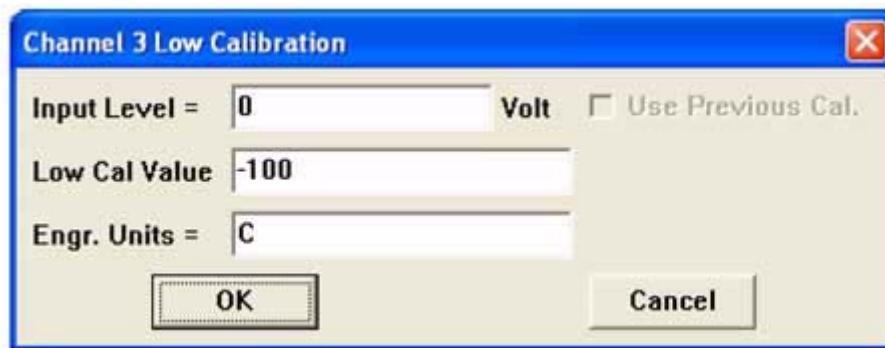 Channel 3 Low Calibration
Input Level = 0 Volt Use Previous Cal.
Low Cal Value -100
Engr. Units = C
OK Cancel